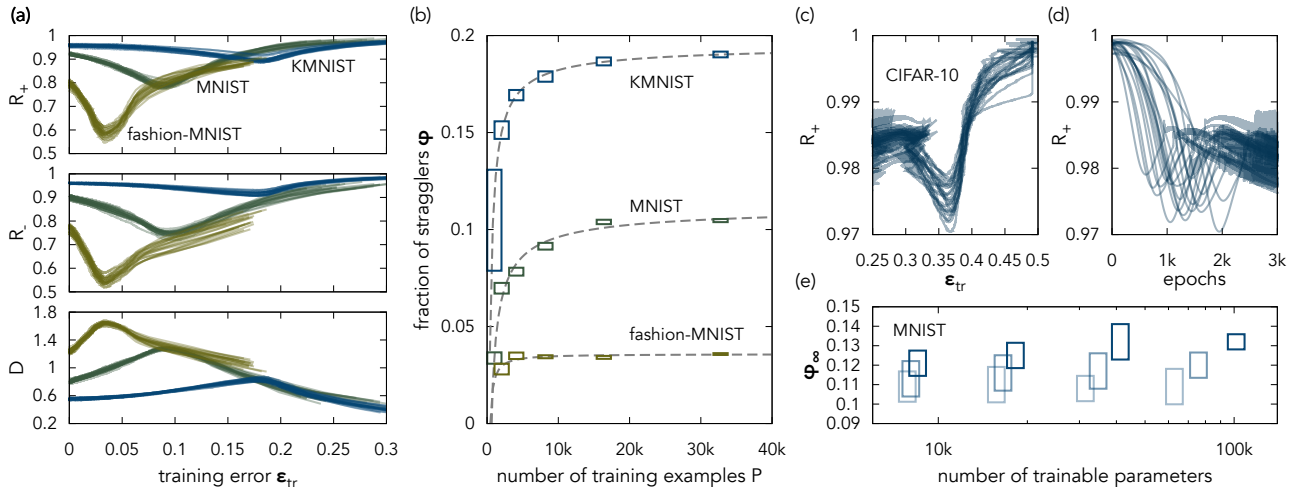 (a)
1
0.9
0.8
0.7
0.6
0.5
R+
KMNIST
MNIST
fashion-MNIST
1
0.9
0.8
0.7
0.6
0.5
R-
1.8
1.4
1
0.6
0.2
D
0 0.05 0.1 0.15 0.2 0.25 0.3
training error εtr
(b)
0.2
0.15
0.1
0.05
0
fraction of stragglers φ
KMNIST
MNIST
fashion-MNIST
0 10k 20k 30k 40k
number of training examples P
(c)
1
0.99
0.98
0.97
R+
CIFAR-10
0.25 0.3 0.35 0.4 0.45 0.5
εtr
(d)
1
0.99
0.98
0.97
R+
0 1k 2k 3k
epochs
(e)
0.15
0.14
0.13
0.12
0.11
0.1
0.09
φ∞
MNIST
10k 100k
number of trainable parameters